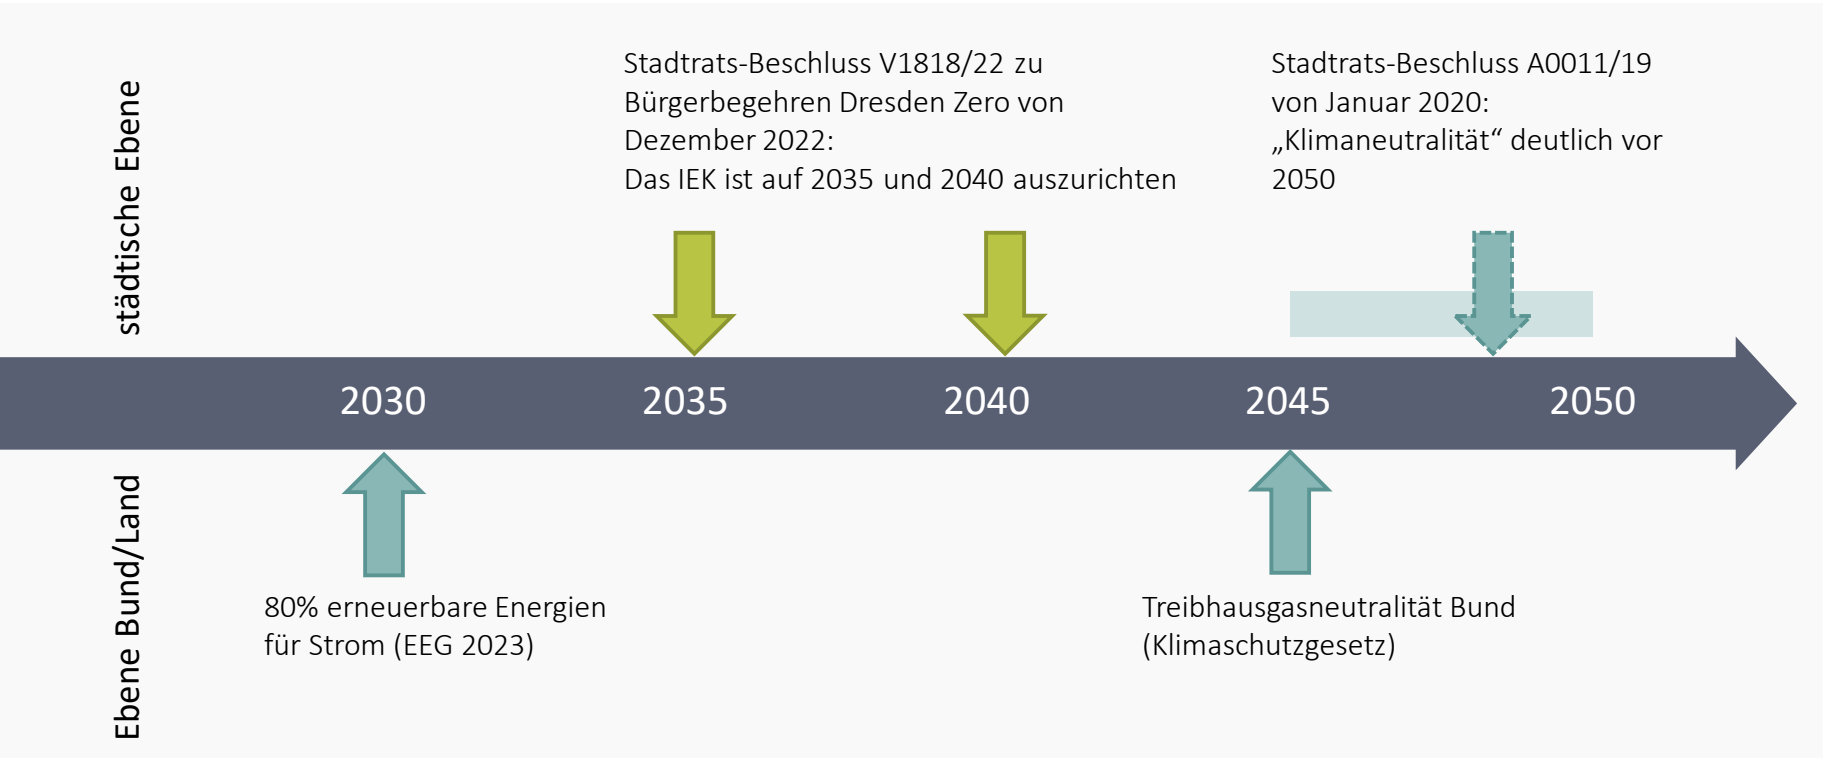 städtische Ebene
Stadtrats-Beschluss V1818/22 zu
Bürgerbegehren Dresden Zero von
Dezember 2022:
Das IEK ist auf 2035 und 2040 auszurichten
Stadtrats-Beschluss A0011/19
von Januar 2020:
„Klimaneutralität“ deutlich vor
2050
2030 2035 2040 2045 2050
Ebene Bund/Land
80% erneuerbare Energien
für Strom (EEG 2023)
Treibhausgasneutralität Bund
(Klimaschutzgesetz)